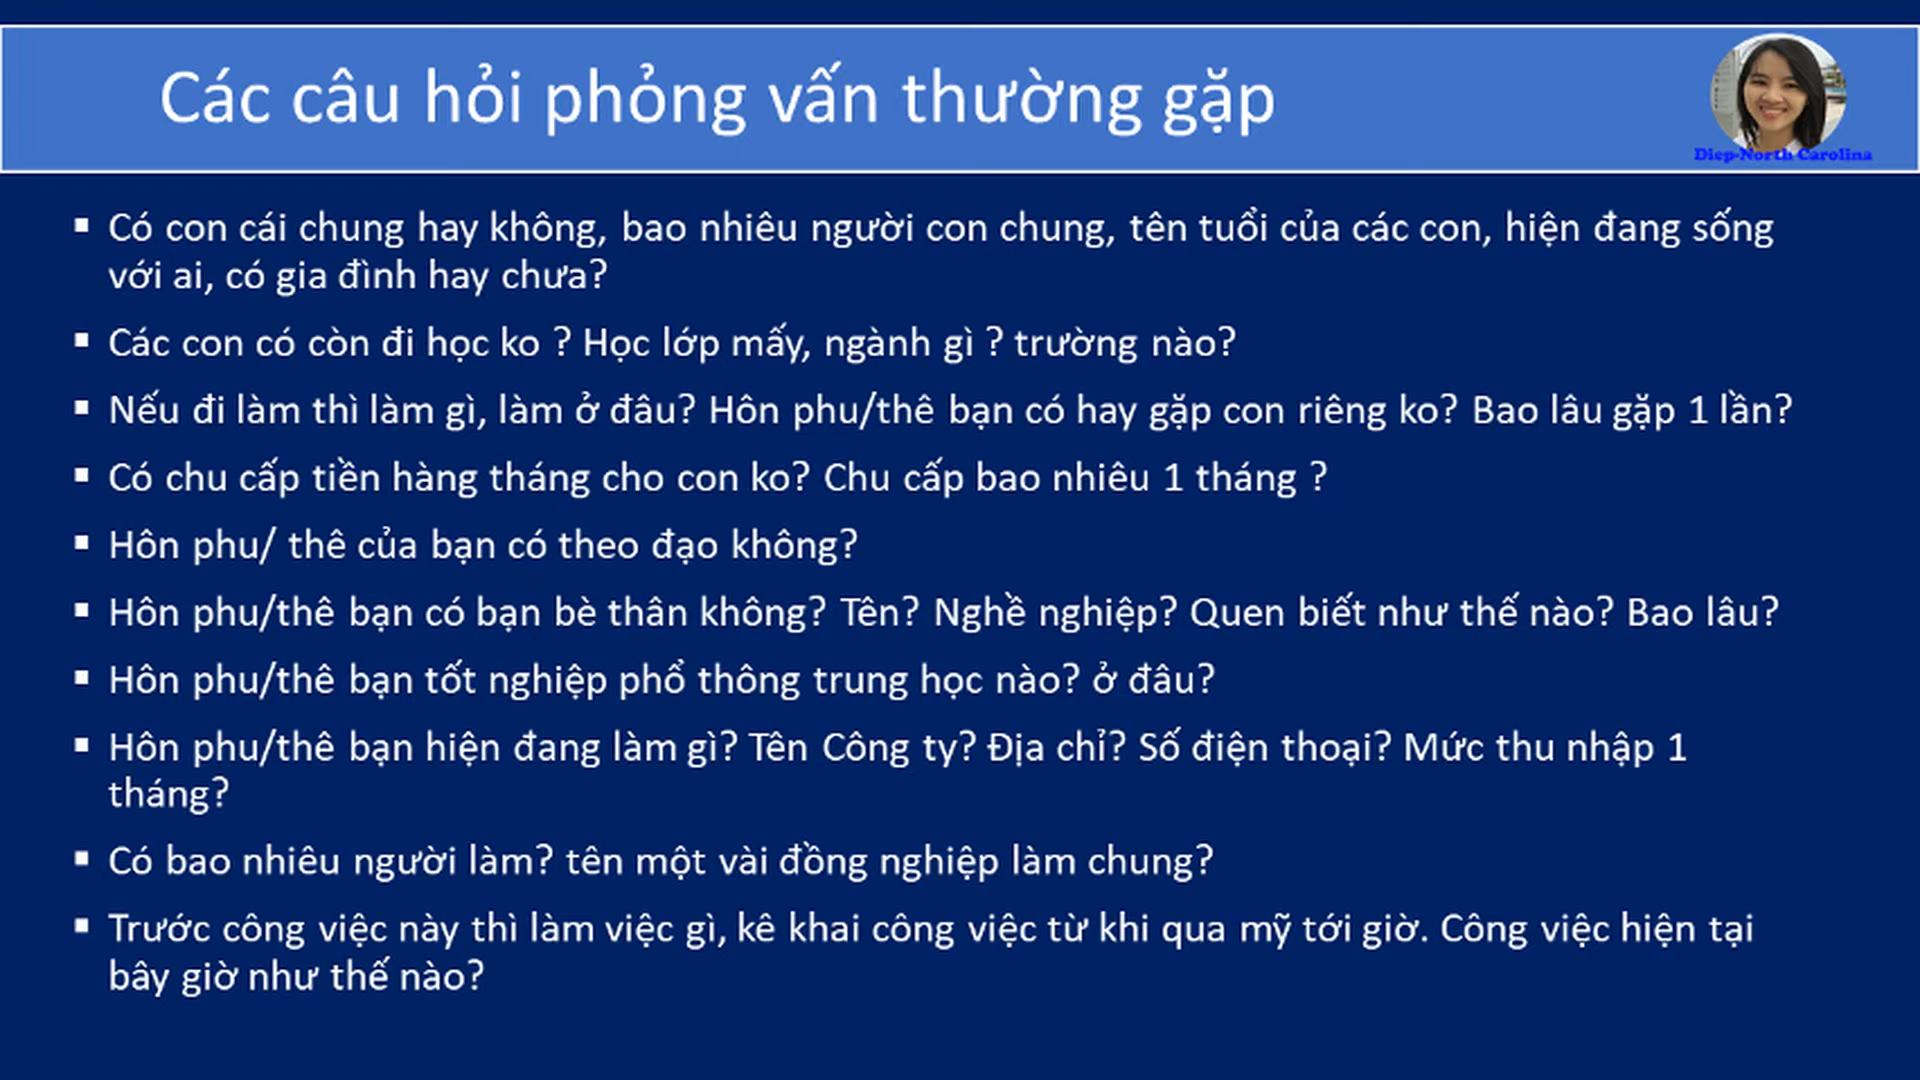 Các câu hỏi phỏng vấn thường gặp
Diep-North Carolina
▪ Có con cái chung hay không, bao nhiêu người con chung, tên tuổi của các con, hiện đang sống
với ai, có gia đình hay chưa?
▪ Các con có còn đi học ko ? Học lớp mấy, ngành gì ? trường nào?
▪ Nếu đi làm thì làm gì, làm ở đâu? Hôn phu/thê bạn có hay gặp con riêng ko? Bao lâu gặp 1 lần?
▪ Có chu cấp tiền hàng tháng cho con ko? Chu cấp bao nhiêu 1 tháng ?
▪ Hôn phu/ thê của bạn có theo đạo không?
▪ Hôn phu/thê bạn có bạn bè thân không? Tên? Nghề nghiệp? Quen biết như thế nào? Bao lâu?
▪ Hôn phu/thê bạn tốt nghiệp phổ thông trung học nào? ở đâu?
▪ Hôn phu/thê bạn hiện đang làm gì? Tên Công ty? Địa chỉ? Số điện thoại? Mức thu nhập 1
tháng?
▪ Có bao nhiêu người làm? tên một vài đồng nghiệp làm chung?
▪ Trước công việc này thì làm việc gì, kê khai công việc từ khi qua mỹ tới giờ. Công việc hiện tại
bây giờ như thế nào?